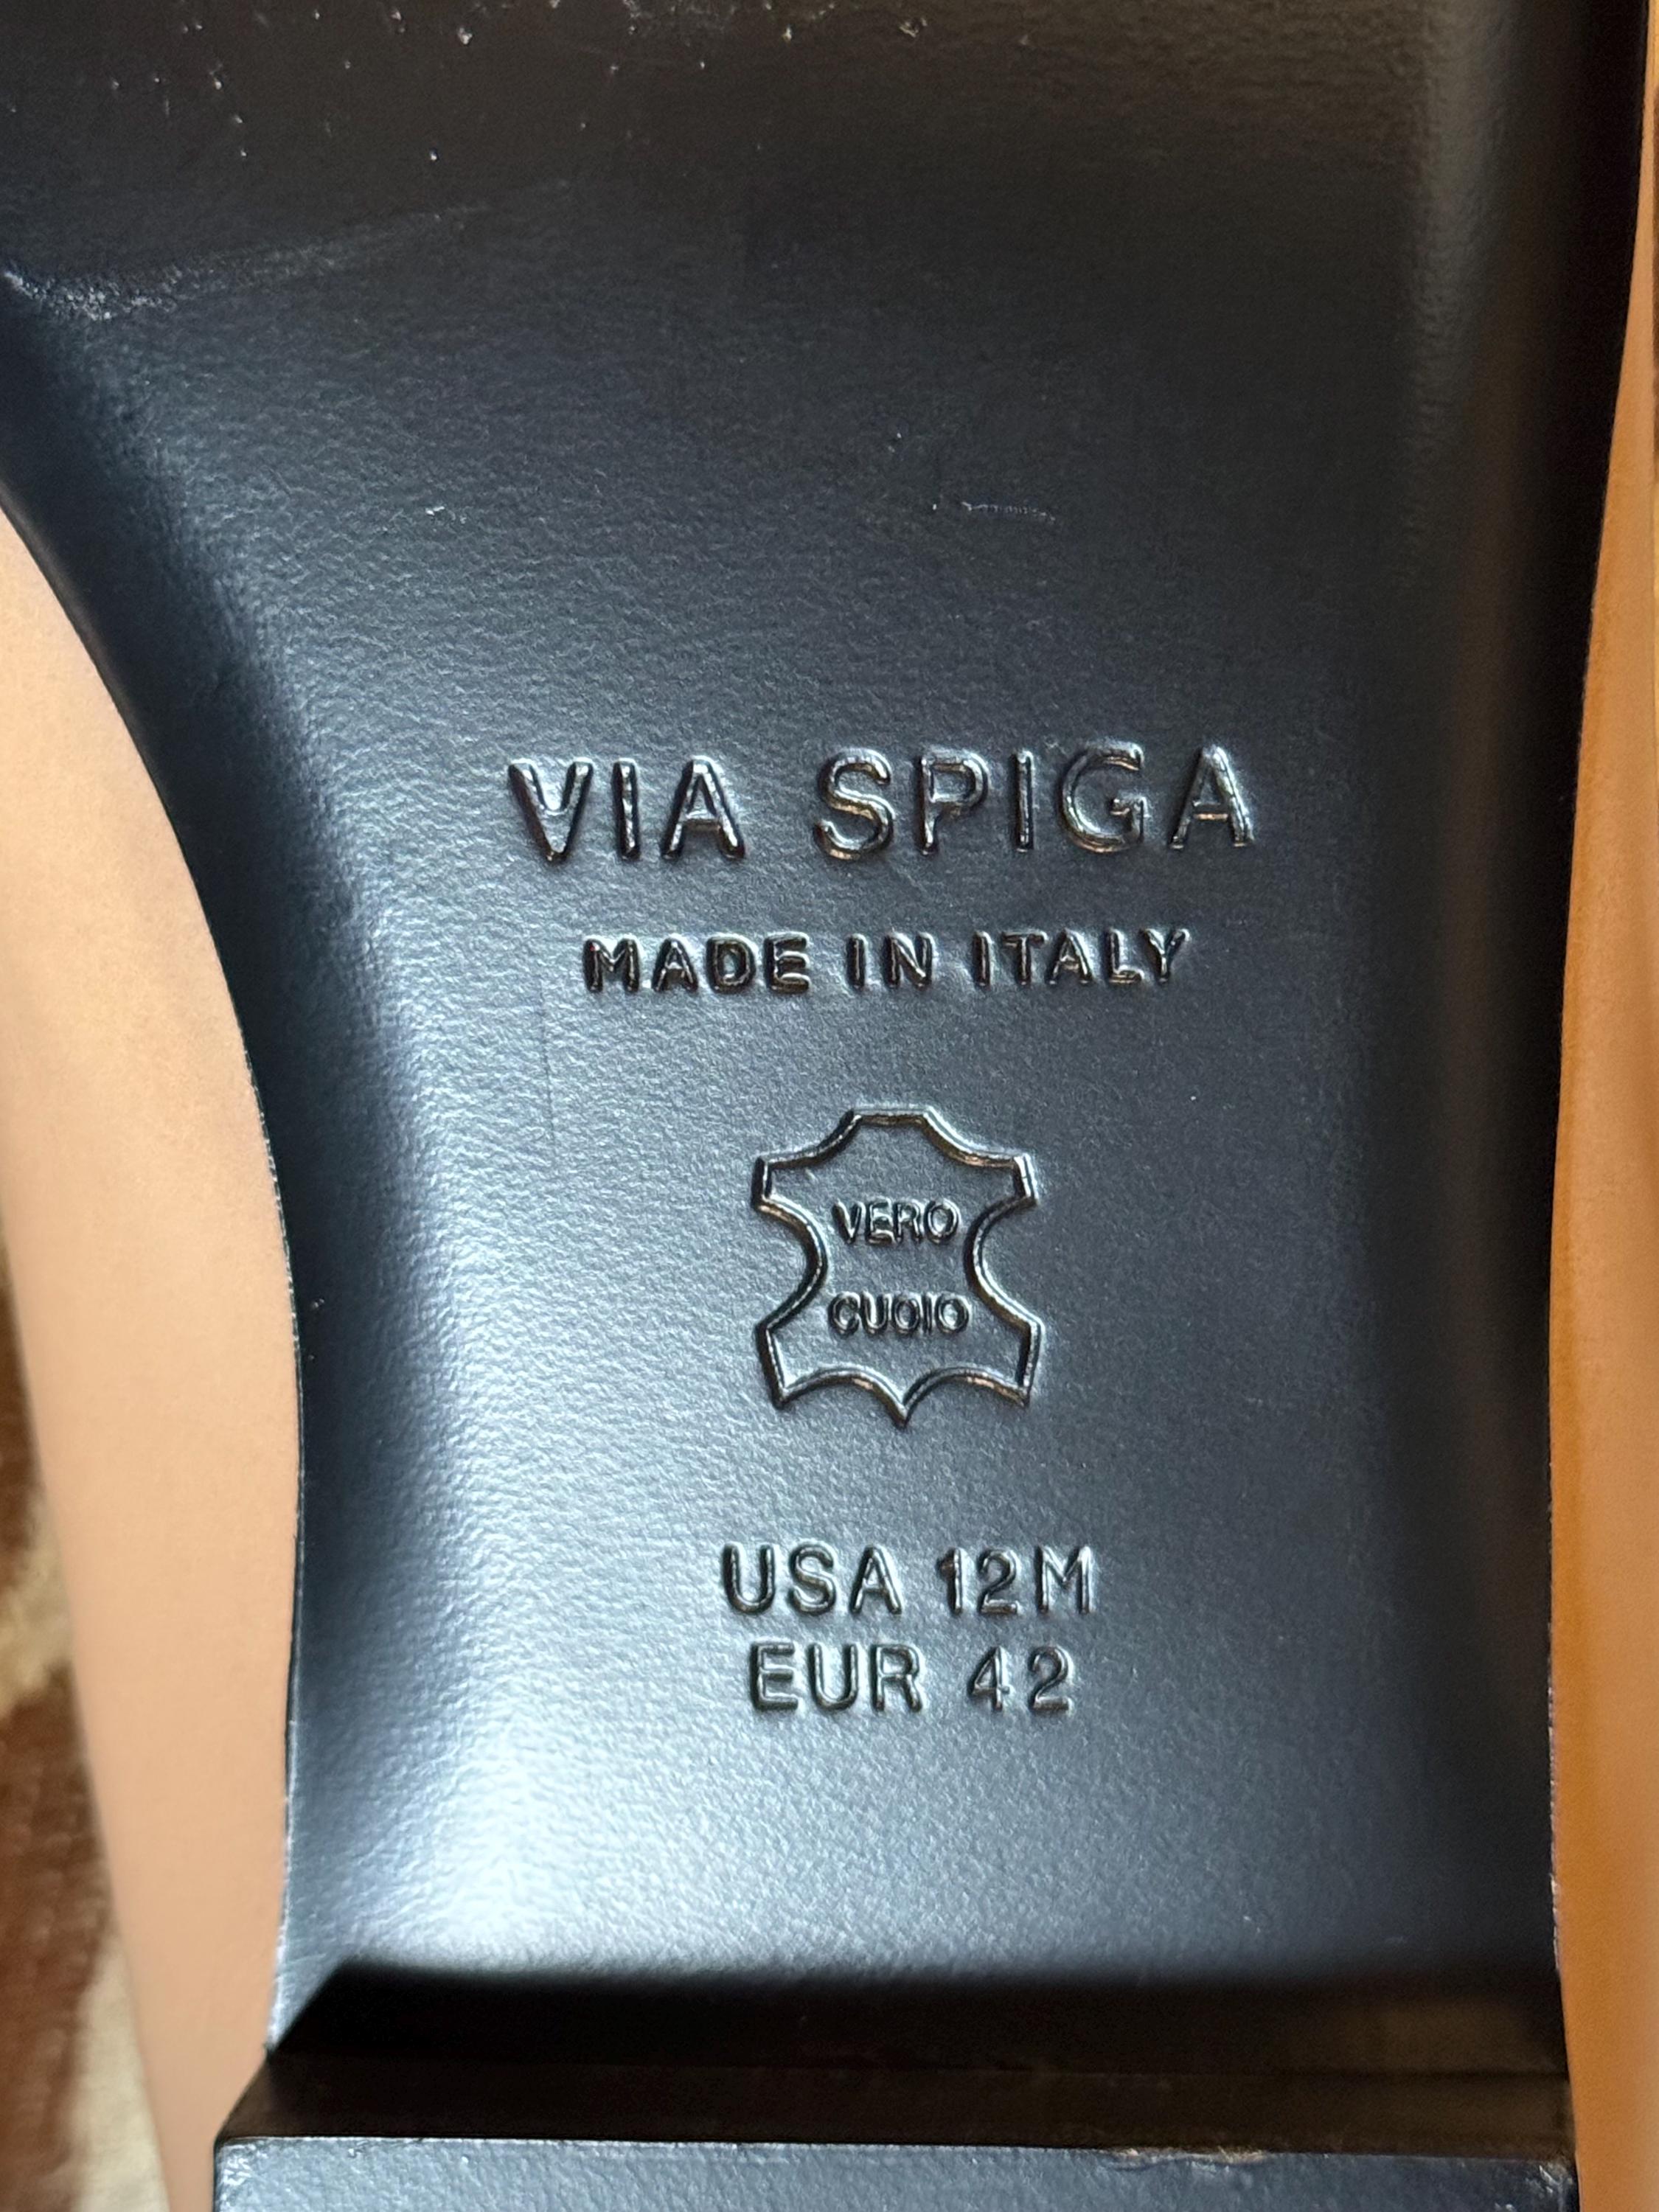 VIA SPIGA
MADE IN ITALY
VERO
CUOIO
USA 12M
EUR 42